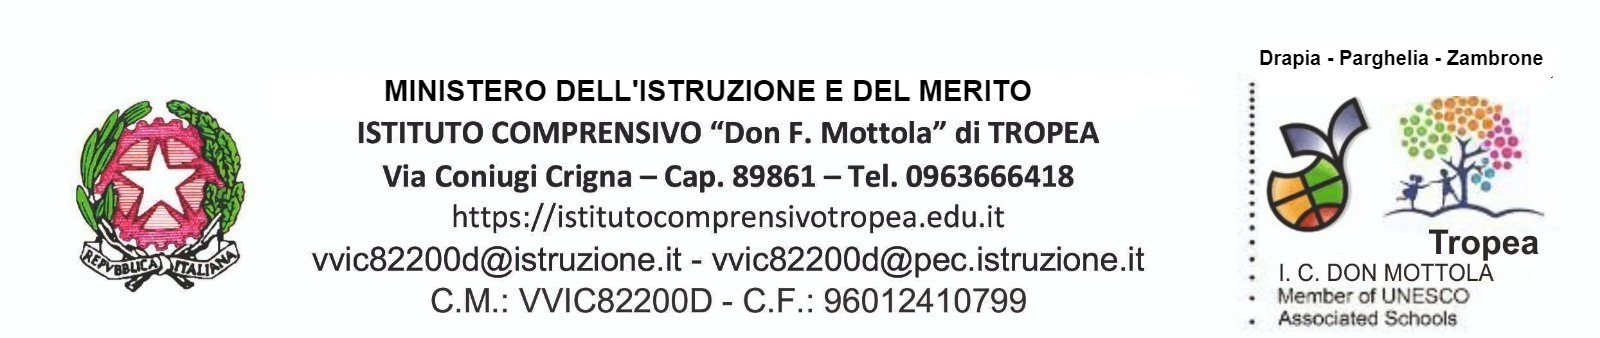 REPVBBLICA ITALIANA
MINISTERO DELL'ISTRUZIONE E DEL MERITO
ISTITUTO COMPRENSIVO “Don F. Mottola” di TROPEA
Via Coniugi Crigna – Cap. 89861 – Tel. 0963666418
https://istitutocomprensivotropea.edu.it
vvic82200d@istruzione.it - vvic82200d@pec.istruzione.it
C.M.: VVIC82200D - C.F.: 96012410799
Drapia - Parghelia - Zambrone
Tropea
I. C. DON MOTTOLA
Member of UNESCO
Associated Schools